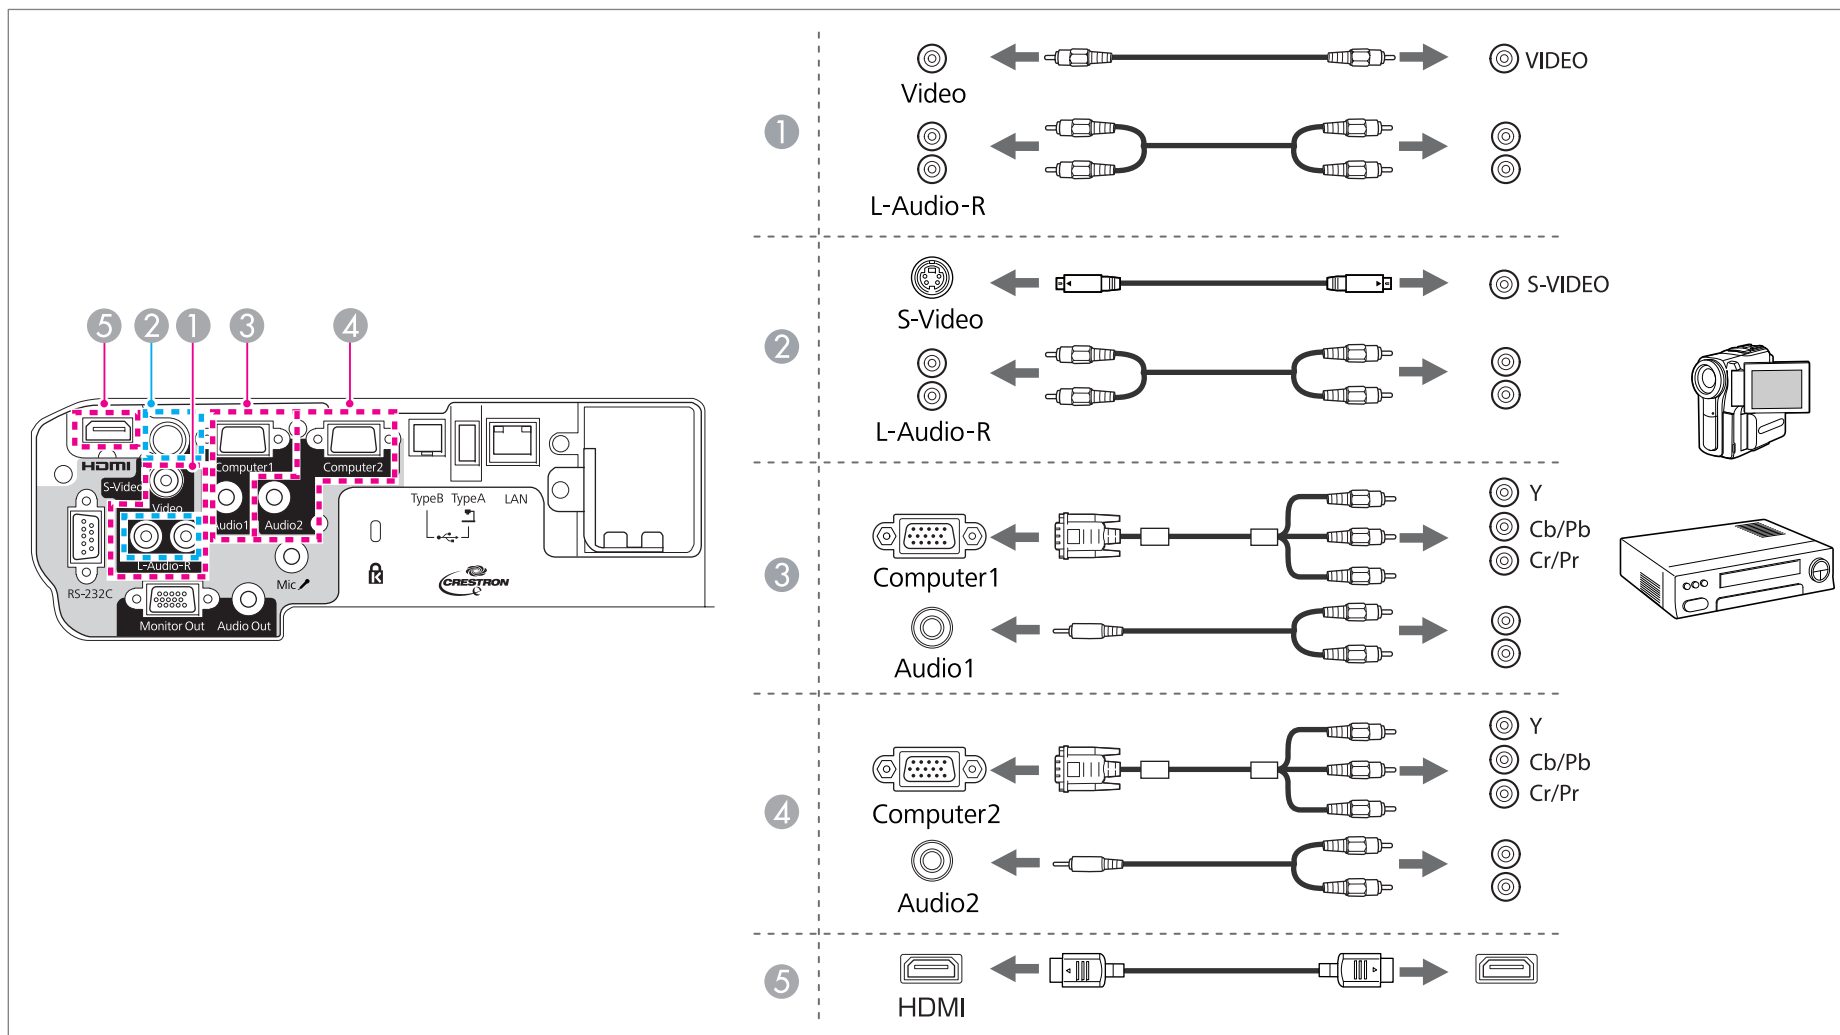 5
2
1
3
4
HDMI
S-Video
Video
L-Audio-R
Computer1
Audio1
Audio2
Computer2
RS-232C
Monitor Out
Audio Out
Mic
TypeB
TypeA
LAN
K
CRESTRON
1
Video
VIDEO
L-Audio-R
2
S-Video
S-VIDEO
L-Audio-R
3
Computer1
Y
Cb/Pb
Cr/Pr
Audio1
4
Computer2
Y
Cb/Pb
Cr/Pr
Audio2
5
HDMI